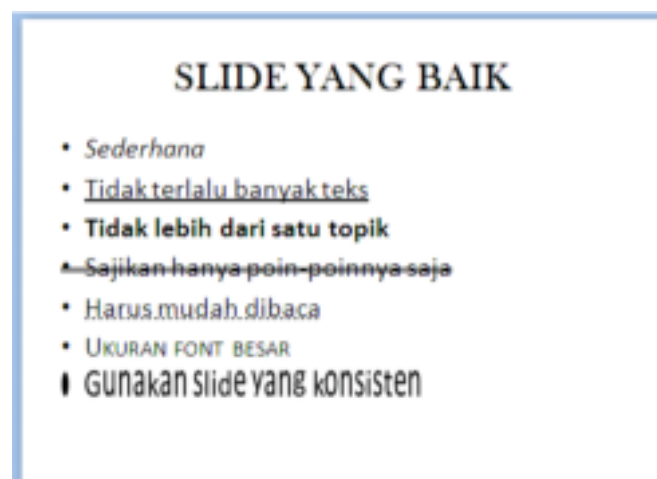 SLIDE YANG BAIK
• Sederhana
• Tidak terlalu banyak teks
• Tidak lebih dari satu topik
• Sajikan hanya poin-poinnya saja
• Harus mudah dibaca
• UKURAN FONT BESAR
• Gunakan slide yang konsisten